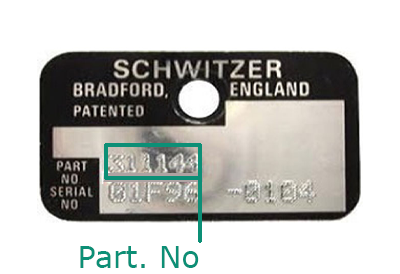 SCHWITZER
BRADFORD, ENGLAND
PATENTED
PART NO 311144
SERIAL NO 01F96 -0104
Part. No